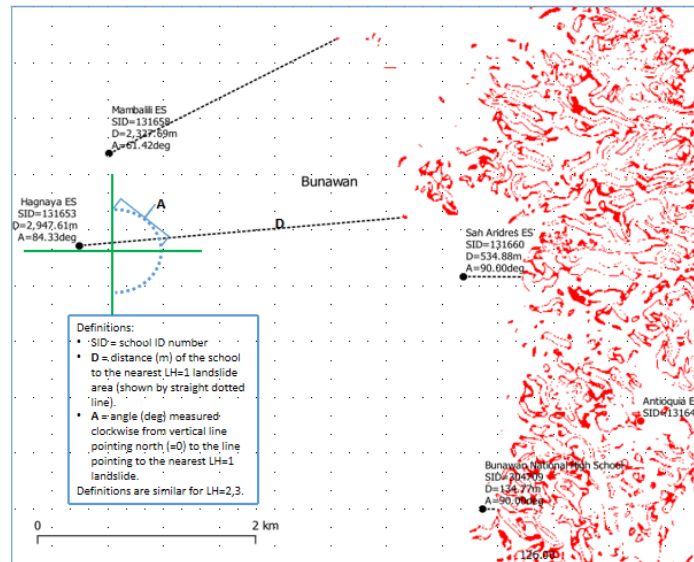 Mambalili ES
SID=131658
D=2,327.69m
A=61.42deg
Bunawan
A
Hagnaya ES
SID=131653
D=2,947.61m
A=84.33deg
D
San Andres ES
SID=131660
D=534.88m
A=90.00deg
Definitions:
• SID = school ID number
• D = distance (m) of the school
to the nearest LH=1 landslide
area (shown by straight dotted
line).
• A = angle (deg) measured
clockwise from vertical line
pointing north (=0) to the line
pointing to the nearest LH=1
landslide.
Definitions are similar for LH=2,3.
Antioquia E
SID=13164
Bunawan National High School
SID=304709
D=134.77m
A=90.00deg
0
2 km